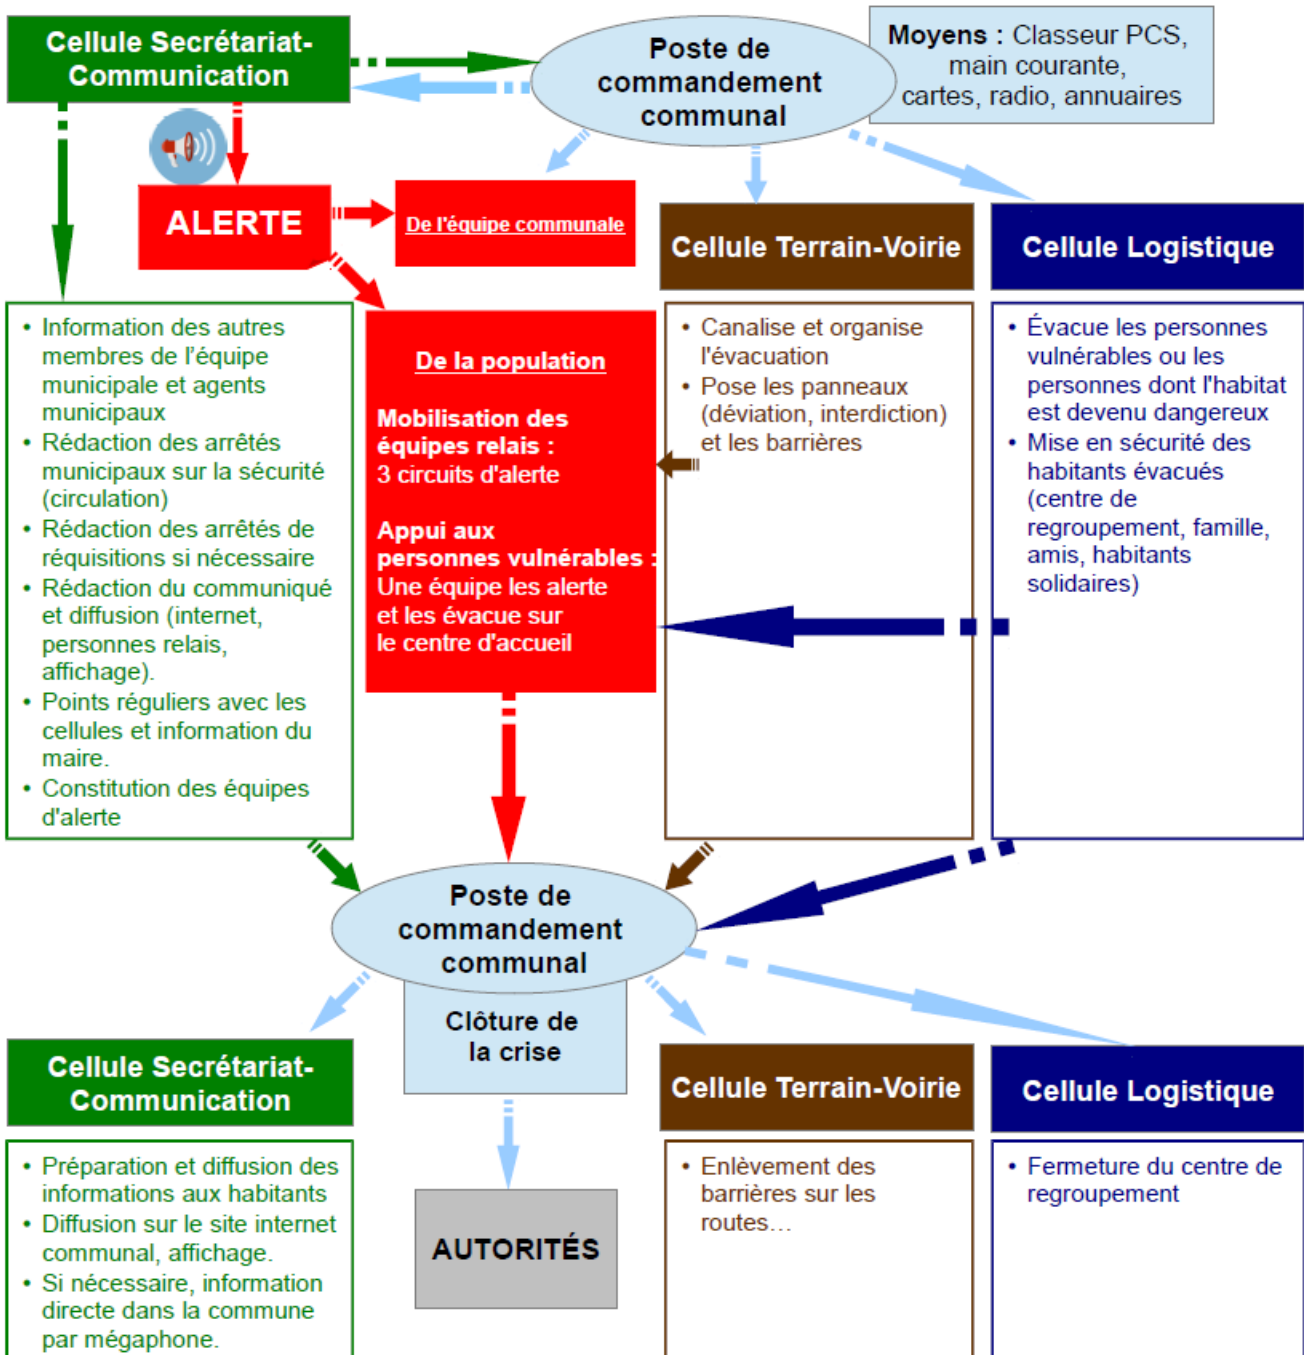 Cellule Secrétariat-
Communication
Poste de
commandement
communal
Moyens : Classeur PCS,
main courante,
cartes, radio, annuaires
ALERTE
De l'équipe communale
Cellule Terrain-Voirie
Cellule Logistique
• Information des autres
membres de l'équipe
municipale et agents
municipaux
• Rédaction des arrêtés
municipaux sur la sécurité
(circulation)
• Rédaction des arrêtés de
réquisitions si nécessaire
• Rédaction du communiqué
et diffusion (internet,
personnes relais,
affichage).
• Points réguliers avec les
cellules et information du
maire.
• Constitution des équipes
d'alerte
De la population
Mobilisation des
équipes relais :
3 circuits d'alerte
Appui aux
personnes vulnérables :
Une équipe les alerte
et les évacue sur
le centre d'accueil
• Canalise et organise
l'évacuation
• Pose les panneaux
(déviation, interdiction)
et les barrières
• Évacue les personnes
vulnérables ou les
personnes dont l'habitat
est devenu dangereux
• Mise en sécurité des
habitants évacués
(centre de
regroupement, famille,
amis, habitants
solidaires)
Poste de
commandement
communal
Clôture de
la crise
AUTORITÉS
Cellule Secrétariat-
Communication
• Préparation et diffusion des
informations aux habitants
• Diffusion sur le site internet
communal, affichage.
• Si nécessaire, information
directe dans la commune
par mégaphone.
Cellule Terrain-Voirie
• Enlèvement des
barrières sur les
routes…
Cellule Logistique
• Fermeture du centre de
regroupement